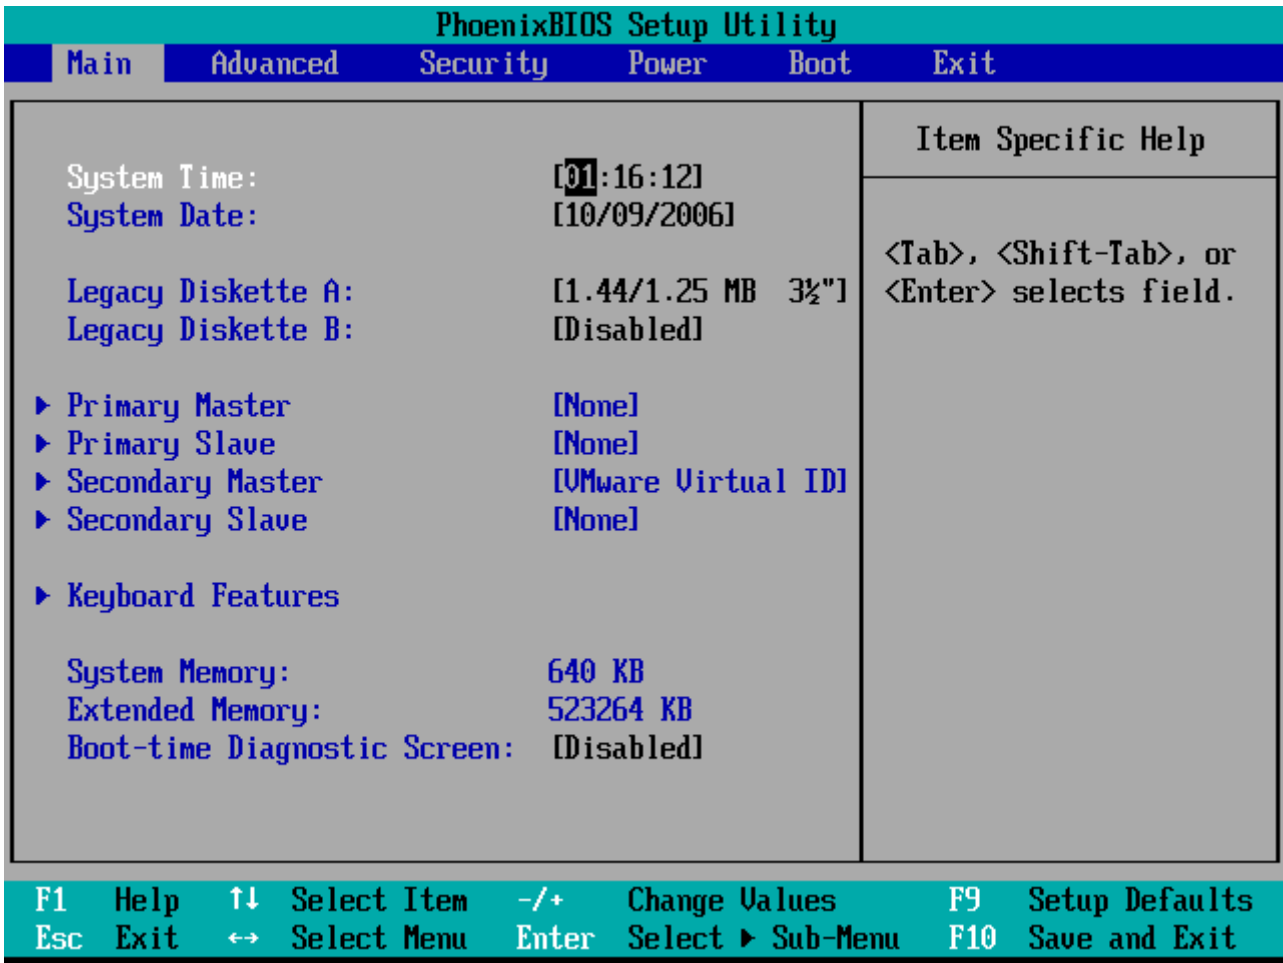 PhoenixBIOS Setup Utility
Main Advanced Security Power Boot Exit
System Time: [01:16:12]
System Date: [10/09/2006]
Legacy Diskette A: [1.44/1.25 MB 3½"]
Legacy Diskette B: [Disabled]
▶ Primary Master [None]
▶ Primary Slave [None]
▶ Secondary Master [VMware Virtual ID]
▶ Secondary Slave [None]
▶ Keyboard Features
System Memory: 640 KB
Extended Memory: 523264 KB
Boot-time Diagnostic Screen: [Disabled]
Item Specific Help
<Tab>, <Shift-Tab>, or
<Enter> selects field.
F1 Help ↑↓ Select Item -/+ Change Values F9 Setup Defaults
Esc Exit ↔ Select Menu Enter Select ▶ Sub-Menu F10 Save and Exit